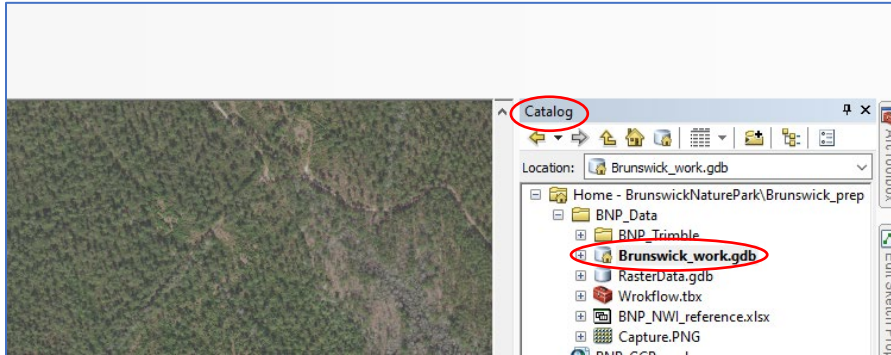 Catalog
Location: Brunswick_work.gdb
Home - BrunswickNaturePark\Brunswick_prep
BNP_Data
BNP_Trimble
Brunswick_work.gdb
RasterData.gdb
Wrokflow.tbx
BNP_NWI_reference.xlsx
Capture.PNG
ArcToolbox